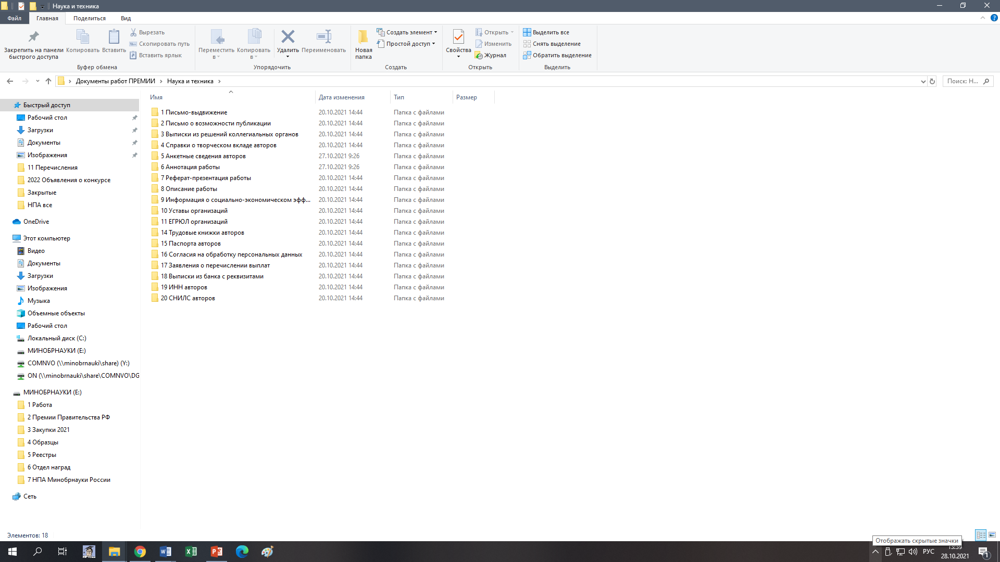 Наука и техника
Файл Главная Поделиться Вид
Закрепить на панели быстрого доступа
Копировать
Вставить
Вырезать
Скопировать путь
Вставить ярлык
Буфер обмена
Переместить в
Копировать в
Удалить
Переименовать
Упорядочить
Новая папка
Создать элемент
Простой доступ
Создать
Свойства
Открыть
Изменить
Журнал
Открыть
Выделить все
Снять выделение
Обратить выделение
Выделить
Документы работ ПРЕМИИ > Наука и техника >
Поиск: Н...
Быстрый доступ
Рабочий стол
Загрузки
Документы
Изображения
11 Перечисления
2022 Объявления о конкурсе
Закрытые
НПА все
OneDrive
Этот компьютер
Видео
Документы
Загрузки
Изображения
Музыка
Объемные объекты
Рабочий стол
Локальный диск (C:)
МИНОБРНАУКИ (E:)
COMNVO (\\minobrnauki\share) (Y:)
ON (\\minobrnauki\share\COMNVO\DG
МИНОБРНАУКИ (E:)
1 Работа
2 Премии Правительства РФ
3 Закупки 2021
4 Образцы
5 Реестры
6 Отдел наград
7 НПА Минобрнауки России
Сеть
Имя Дата изменения Тип Размер
1 Письмо-выдвижение 20.10.2021 14:44 Папка с файлами
2 Письмо о возможности публикации 20.10.2021 14:44 Папка с файлами
3 Выписки из решений коллегиальных органов 20.10.2021 14:44 Папка с файлами
4 Справки о творческом вкладе авторов 20.10.2021 14:44 Папка с файлами
5 Анкетные сведения авторов 27.10.2021 9:26 Папка с файлами
6 Аннотация работы 27.10.2021 9:26 Папка с файлами
7 Реферат-презентация работы 20.10.2021 14:44 Папка с файлами
8 Описание работы 20.10.2021 14:44 Папка с файлами
9 Информация о социально-экономическом эфф... 20.10.2021 14:44 Папка с файлами
10 Уставы организаций 20.10.2021 14:44 Папка с файлами
11 ЕГРЮЛ организаций 20.10.2021 14:44 Папка с файлами
14 Трудовые книжки авторов 20.10.2021 14:44 Папка с файлами
15 Паспорта авторов 20.10.2021 14:44 Папка с файлами
16 Согласия на обработку персональных данных 20.10.2021 14:44 Папка с файлами
17 Заявления о перечислении выплат 20.10.2021 14:44 Папка с файлами
18 Выписки из банка с реквизитами 20.10.2021 14:44 Папка с файлами
19 ИНН авторов 20.10.2021 14:44 Папка с файлами
20 СНИЛС авторов 20.10.2021 14:44 Папка с файлами
Элементов: 18
Отображать скрытые значки
РУС
13:39
28.10.2021
1